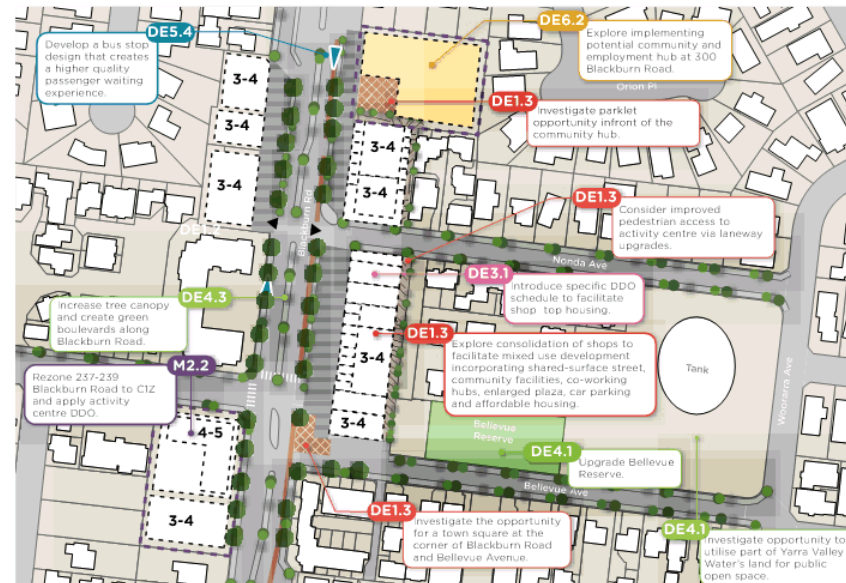 DE5.4
Develop a bus stop
design that creates
a higher quality
passenger waiting
experience.
DE6.2
Explore implementing
potential community and
employment hub at 300
Blackburn Road.
Orion Pl
DE1.3
Investigate parklet
opportunity infront of the
community hub.
3-4
3-4
3-4
3-4
3-4
Blackburn Rd
DE1.2
DE1.3
Consider improved
pedestrian access to
activity centre via laneway
upgrades.
Nonda Ave
DE3.1
Introduce specific DDO
schedule to facilitate
shop top housing.
DE4.3
Increase tree canopy
and create green
boulevards along
Blackburn Road.
DE1.3
Explore consolidation of shops to
facilitate mixed use development
incorporating shared-surface street,
community facilities, co-working
hubs, enlarged plaza, car parking
and affordable housing.
3-4
3-4
Tank
Woorarra Ave
M2.2
Rezone 237-239
Blackburn Road to C1Z
and apply activity
centre DDO.
4-5
3-4
Bellevue
Reserve
DE4.1
Upgrade Bellevue
Reserve.
Bellevue Ave
DE1.3
Investigate the opportunity
for a town square at the
corner of Blackburn Road
and Bellevue Avenue.
DE4.1
Investigate opportunity to
utilise part of Yarra Valley
Water's land for public
open space.